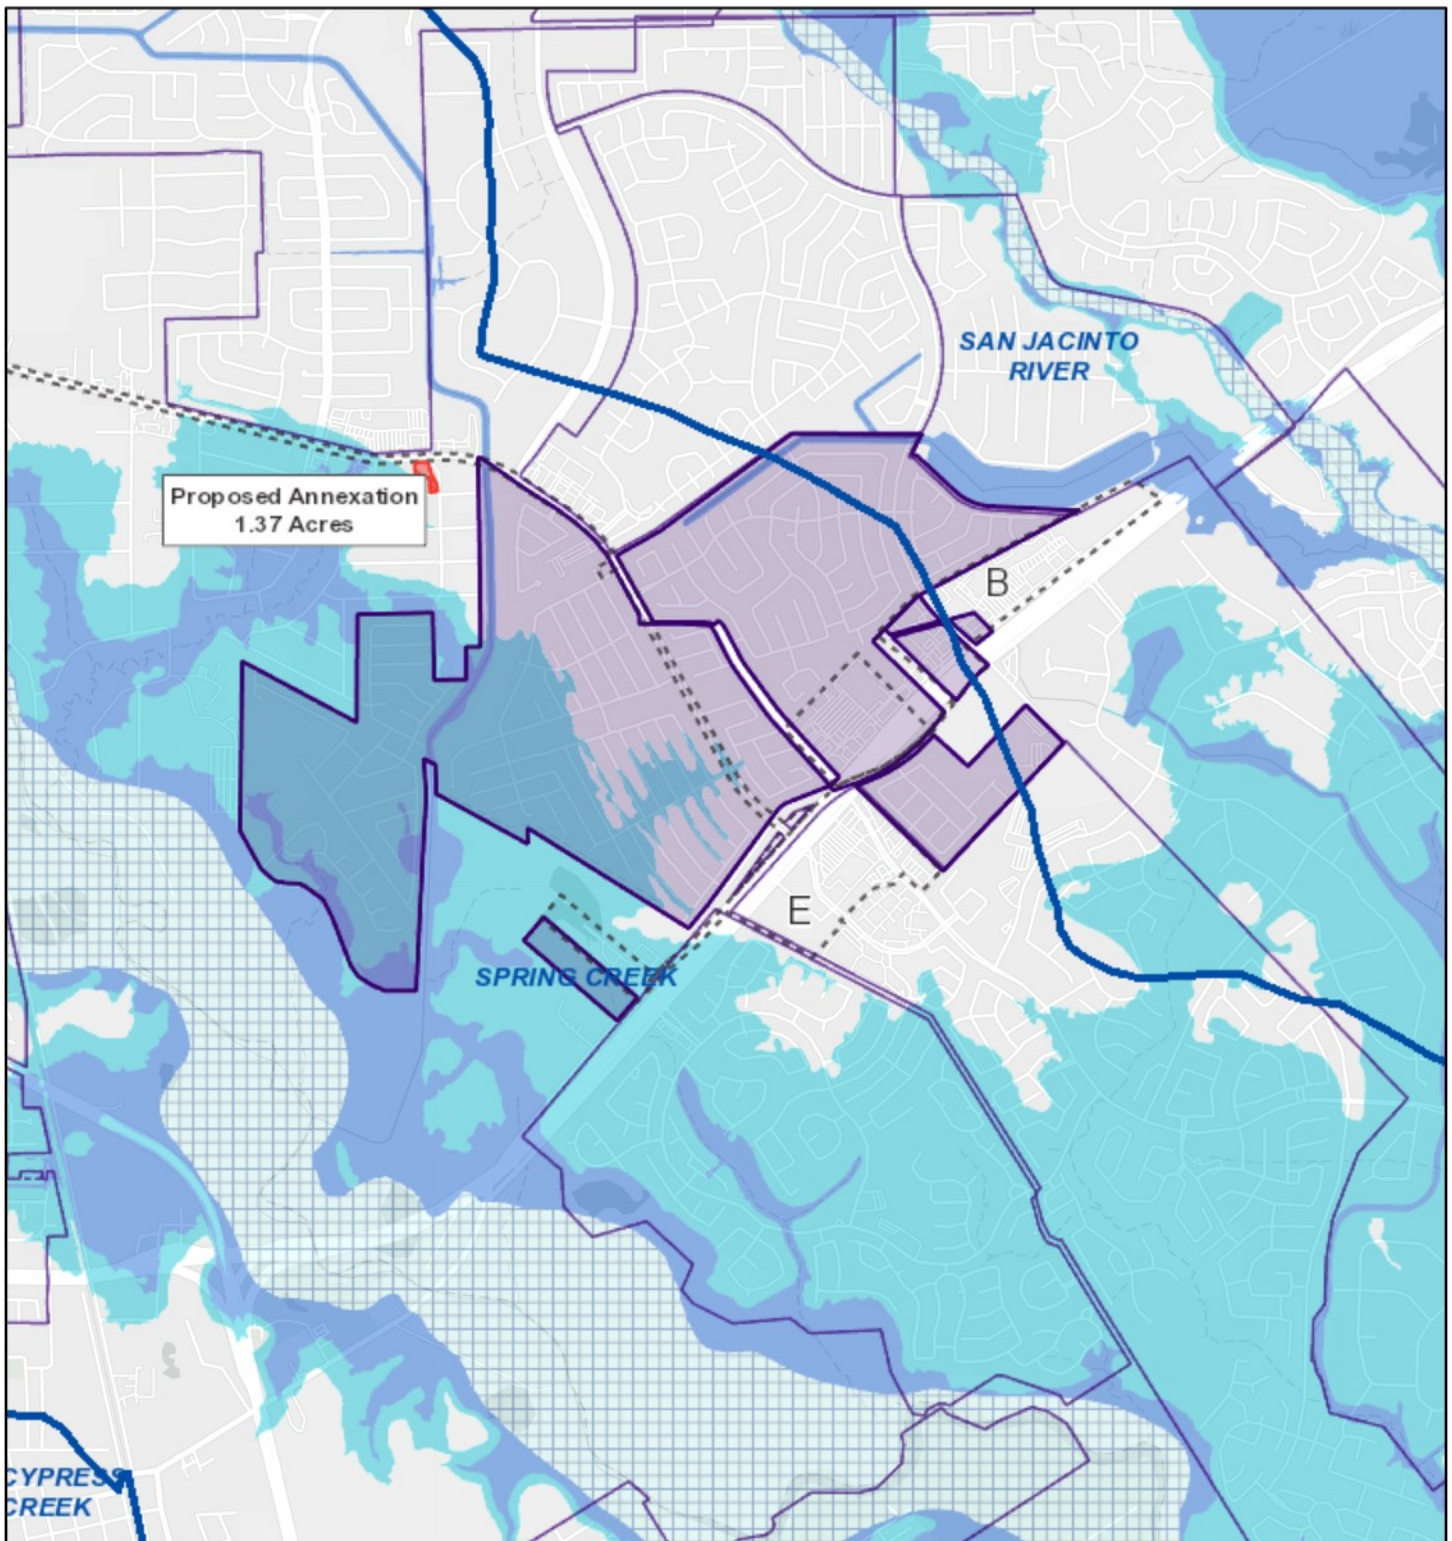 SAN JACINTO
RIVER
Proposed Annexation
1.37 Acres
B
E
SPRING CREEK
CYPRESS
CREEK